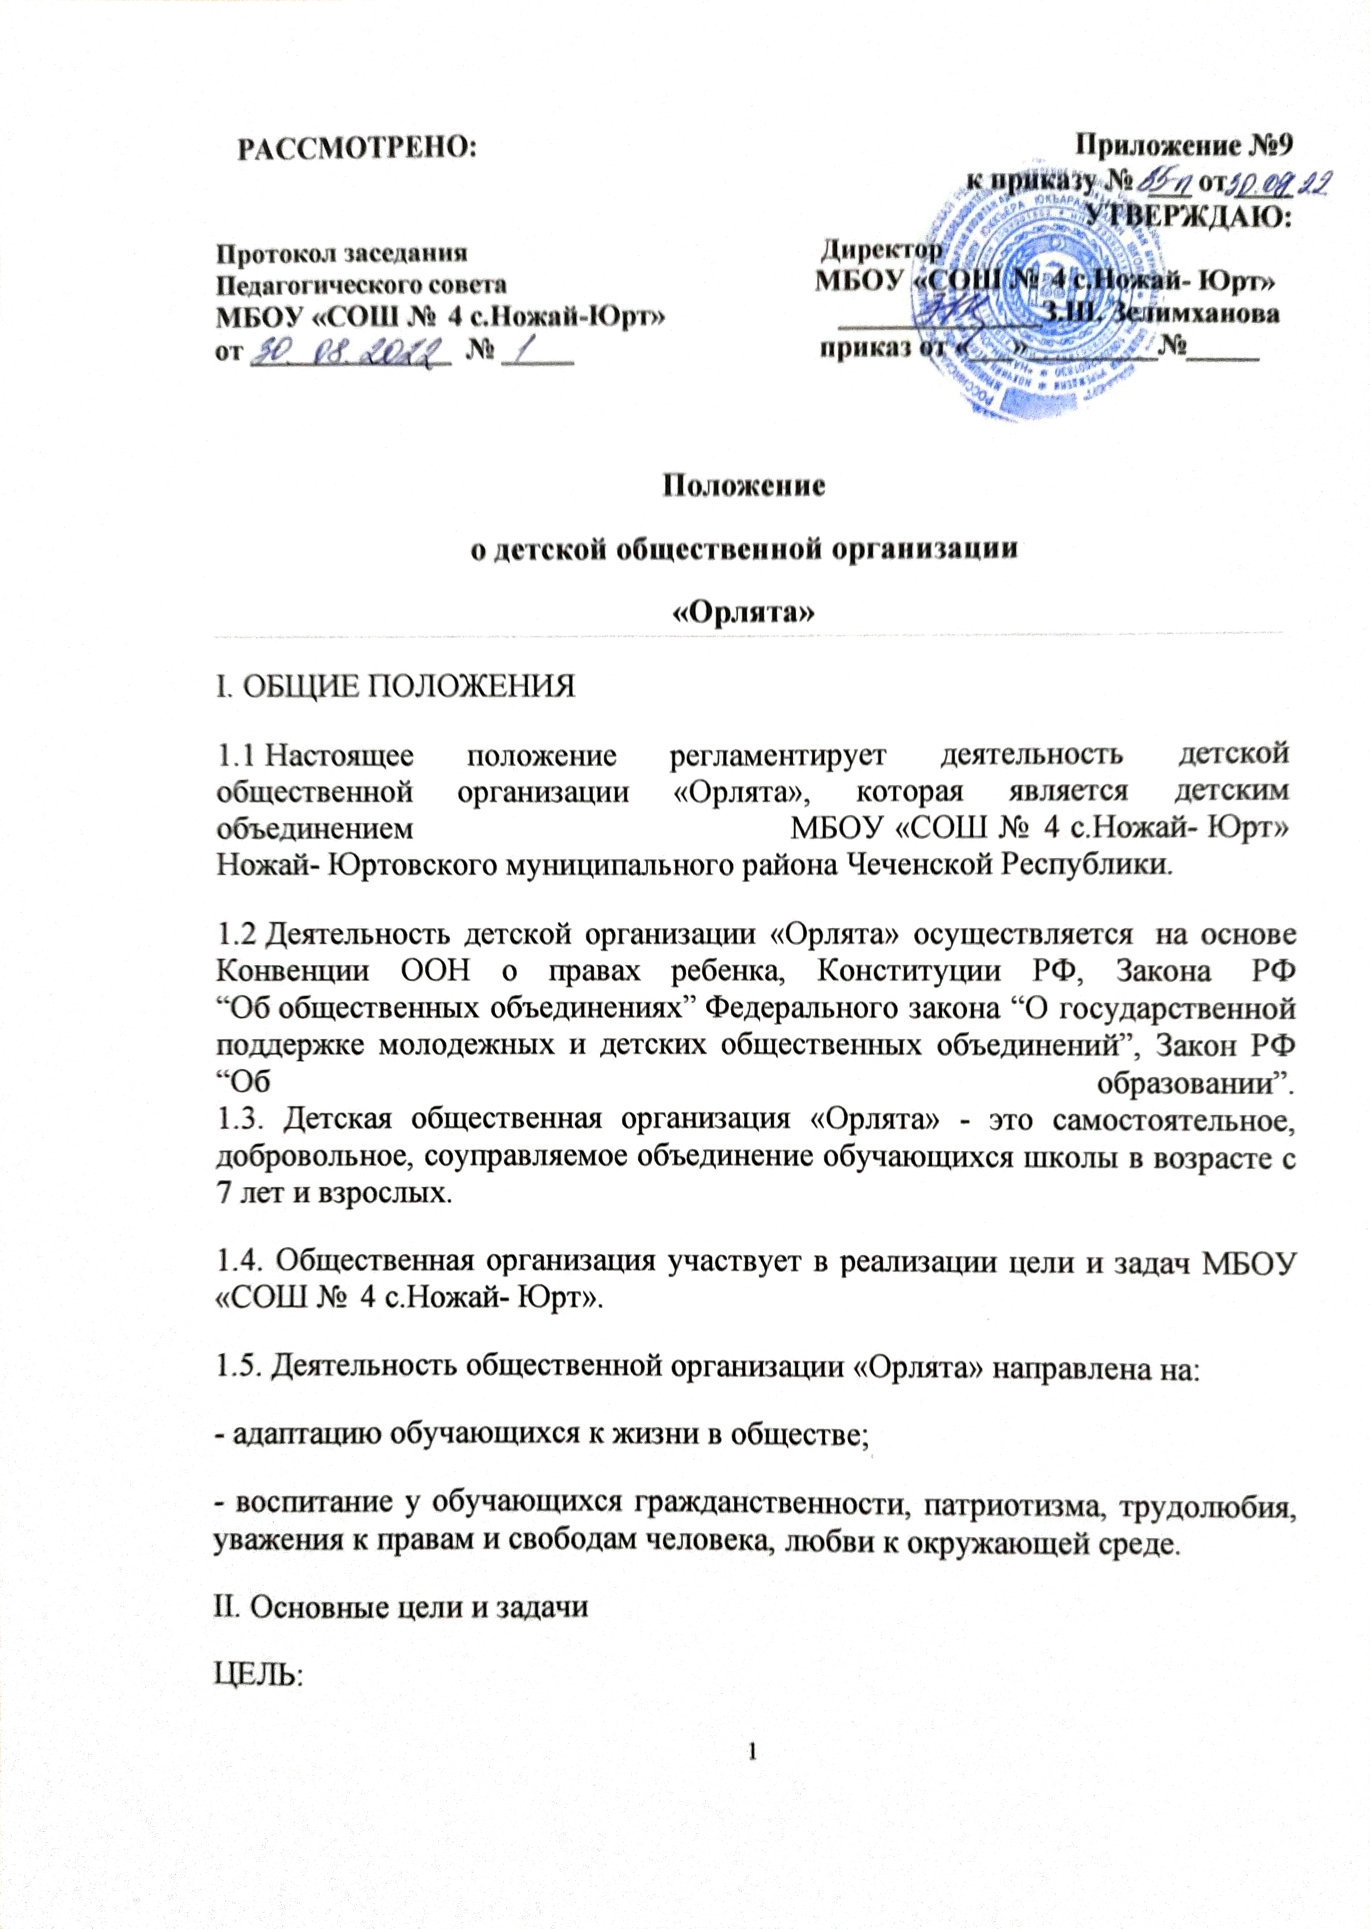 РАССМОТРЕНО:
Приложение №9
к приказу № 55-п от 30.08.22
УТВЕРЖДАЮ:
Протокол заседания
Педагогического совета
МБОУ «СОШ № 4 с.Ножай-Юрт»
от 30. 08. 2022 № 1
Директор
МБОУ «СОШ № 4 с.Ножай- Юрт»
З.Ш. Зелимханова
приказ от «___»__________№_____
Положение
о детской общественной организации
«Орлята»
I. ОБЩИЕ ПОЛОЖЕНИЯ
1.1 Настоящее положение регламентирует деятельность детской
общественной организации «Орлята», которая является детским
объединением МБОУ «СОШ № 4 с.Ножай- Юрт»
Ножай- Юртовского муниципального района Чеченской Республики.
1.2 Деятельность детской организации «Орлята» осуществляется на основе
Конвенции ООН о правах ребенка, Конституции РФ, Закона РФ
“Об общественных объединениях” Федерального закона “О государственной
поддержке молодежных и детских общественных объединений”, Закон РФ
“Об образовании”.
1.3. Детская общественная организация «Орлята» - это самостоятельное,
добровольное, соуправляемое объединение обучающихся школы в возрасте с
7 лет и взрослых.
1.4. Общественная организация участвует в реализации цели и задач МБОУ
«СОШ № 4 с.Ножай- Юрт».
1.5. Деятельность общественной организации «Орлята» направлена на:
- адаптацию обучающихся к жизни в обществе;
- воспитание у обучающихся гражданственности, патриотизма, трудолюбия,
уважения к правам и свободам человека, любви к окружающей среде.
II. Основные цели и задачи
ЦЕЛЬ:
1